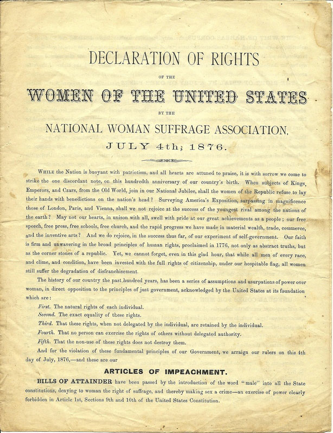 DECLARATION OF RIGHTS
OF THE
WOMEN OF THE UNITED STATES
BY THE
NATIONAL WOMAN SUFFRAGE ASSOCIATION,
JULY 4th, 1876.
WHILE the Nation is buoyant with patriotism, and all hearts are attuned to praise, it is with sorrow we come to
strike the one discordant note, on this hundredth anniversary of our country's birth. When subjects of Kings,
Emperors, and Czars, from the Old World, join in our National Jubilee, shall the women of the Republic refuse to lay
their hands with benedictions on the nation's head? Surveying America's Exposition, surpassing in magnificence
those of London, Paris, and Vienna, shall we not rejoice at the success of the youngest rival among the nations of
the earth? May not our hearts, in unison with all, swell with pride at our great achievements as a people; our free
speech, free press, free schools, free church, and the rapid progress we have made in material wealth, trade, commerce,
and the inventive arts? And we do rejoice, in the success thus far, of our experiment of self-government. Our faith
is firm and unwavering in the broad principles of human rights, proclaimed in 1776, not only as abstract truths, but
as the corner stones of a republic. Yet, we cannot forget, even in this glad hour, that while all men of every race,
and clime, and condition, have been invested with the full rights of citizenship, under our hospitable flag, all women
still suffer the degradation of disfranchisement.
The history of our country the past hundred years, has been a series of assumptions and usurpations of power over
woman, in direct opposition to the principles of just government, acknowledged by the United States at its foundation
which are:
First. The natural rights of each individual.
Second. The exact equality of these rights.
Third. That these rights, when not delegated by the individual, are retained by the individual.
Fourth. That no person can exercise the rights of others without delegated authority.
Fifth. That the non-use of these rights does not destroy them.
And for the violation of these fundamental principles of our Government, we arraign our rulers on this 4th
day of July, 1876,—and these are our
ARTICLES OF IMPEACHMENT.
BILLS OF ATTAINDER have been passed by the introduction of the word "male" into all the State
constitutions, denying to woman the right of suffrage, and thereby making sex a crime—an exercise of power clearly
forbidden in Article 1st, Sections 9th and 10th of the United States Constitution.